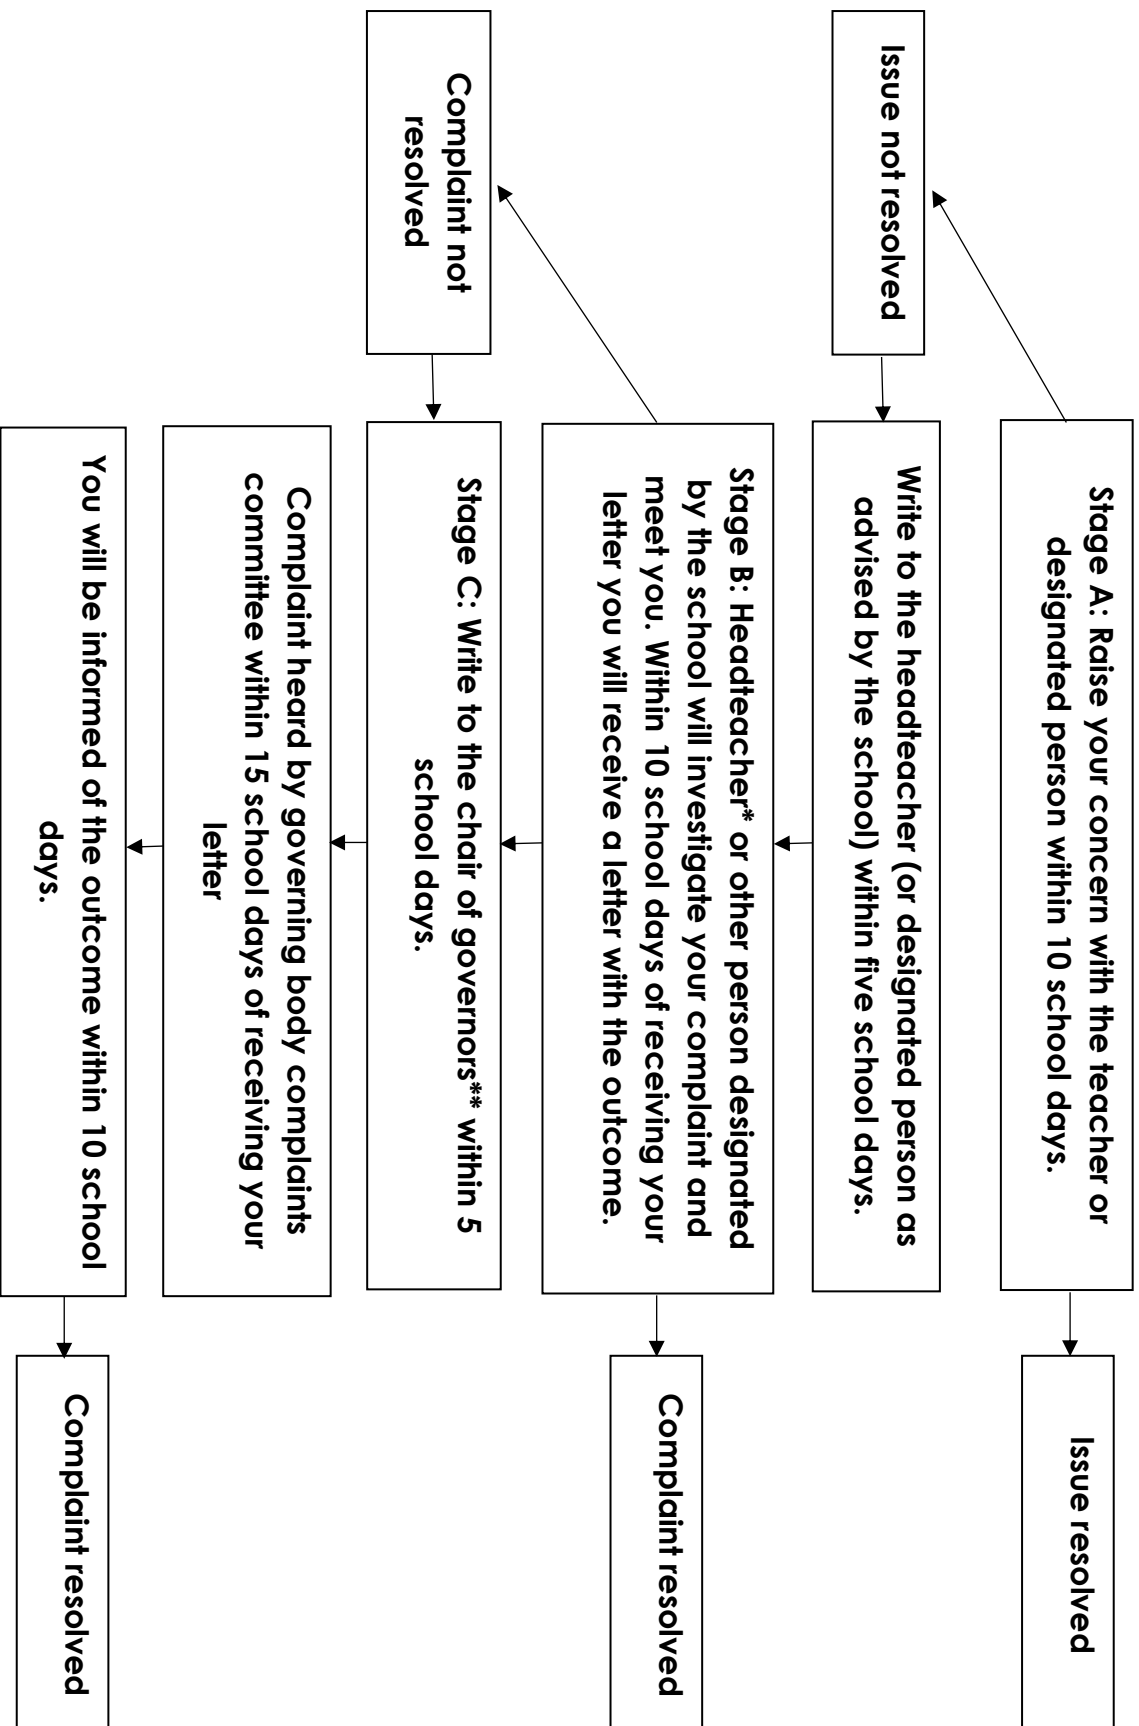 Stage A: Raise your concern with the teacher or
designated person within 10 school days.
Issue resolved
Issue not resolved
Write to the headteacher (or designated person as
advised by the school) within five school days.
Stage B: Headteacher* or other person designated
by the school will investigate your complaint and
meet you. Within 10 school days of receiving your
letter you will receive a letter with the outcome.
Complaint resolved
Complaint not
resolved
Stage C: Write to the chair of governors** within 5
school days.
Complaint heard by governing body complaints
committee within 15 school days of receiving your
letter
You will be informed of the outcome within 10 school
days.
Complaint resolved